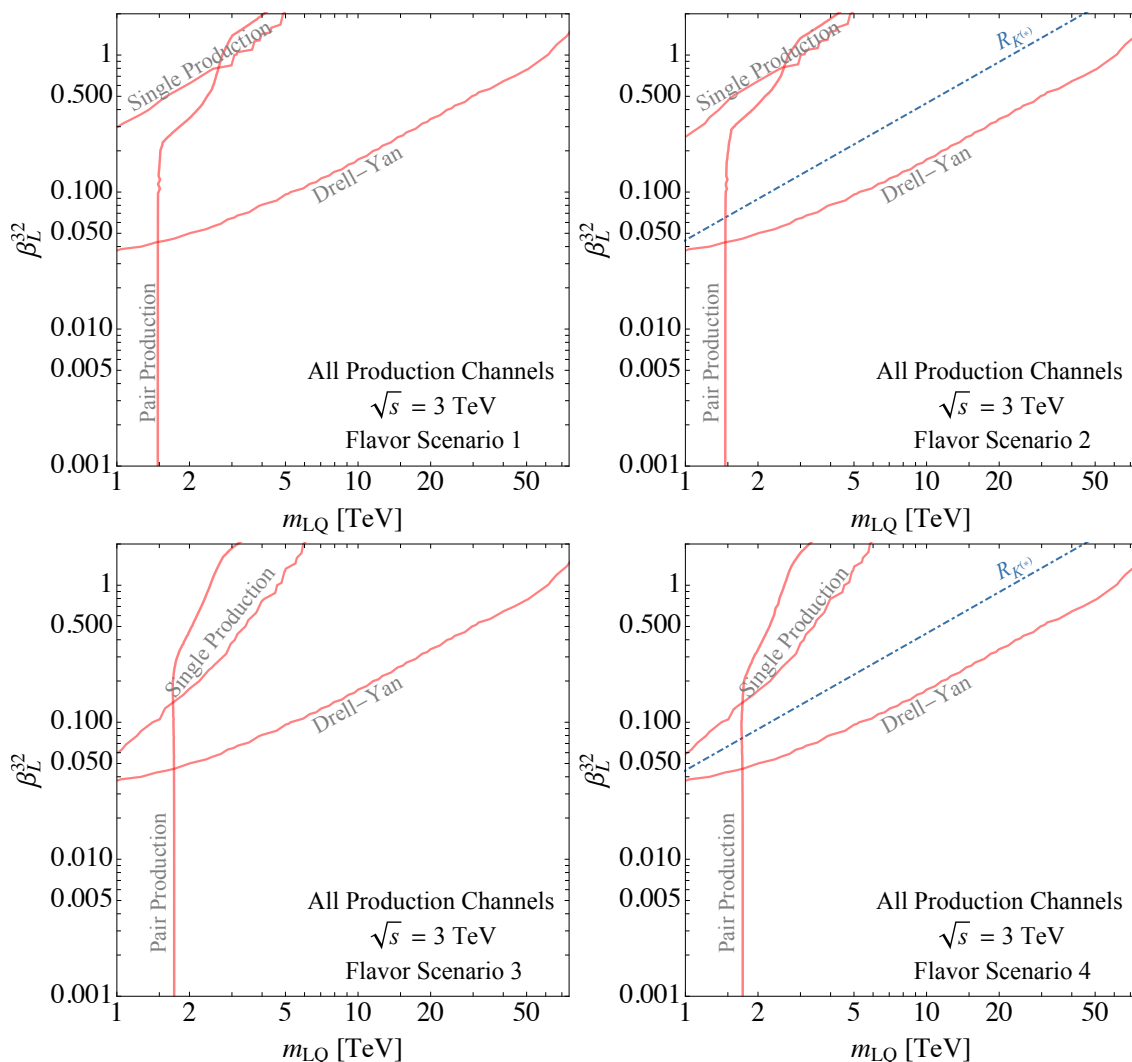 1
0.500
0.100
0.050
0.010
0.005
0.001
β_L^32
Single Production
Drell–Yan
Pair Production
All Production Channels
√s = 3 TeV
Flavor Scenario 1
1 2 5 10 20 50
m_LQ [TeV]
1
0.500
0.100
0.050
0.010
0.005
0.001
β_L^32
Single Production
R_K^(*)
Drell–Yan
Pair Production
All Production Channels
√s = 3 TeV
Flavor Scenario 2
1 2 5 10 20 50
m_LQ [TeV]
1
0.500
0.100
0.050
0.010
0.005
0.001
β_L^32
Single Production
Drell–Yan
Pair Production
All Production Channels
√s = 3 TeV
Flavor Scenario 3
1 2 5 10 20 50
m_LQ [TeV]
1
0.500
0.100
0.050
0.010
0.005
0.001
β_L^32
Single Production
R_K^(*)
Drell–Yan
Pair Production
All Production Channels
√s = 3 TeV
Flavor Scenario 4
1 2 5 10 20 50
m_LQ [TeV]